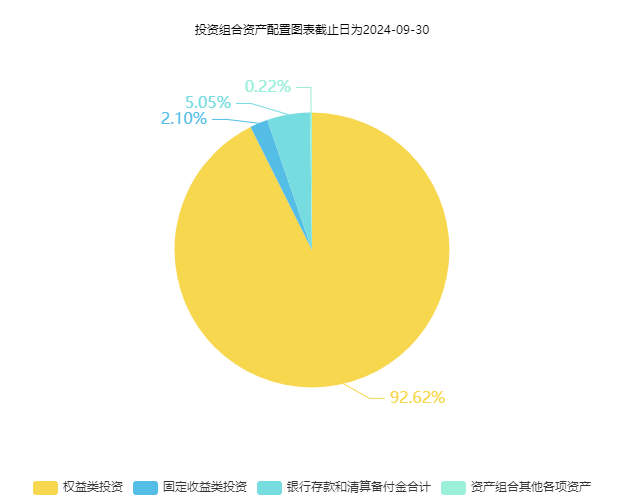 投资组合资产配置图表截止日为2024-09-30
0.22%
5.05%
2.10%
92.62%
权益类投资 固定收益类投资 银行存款和清算备付金合计 资产组合其他各项资产